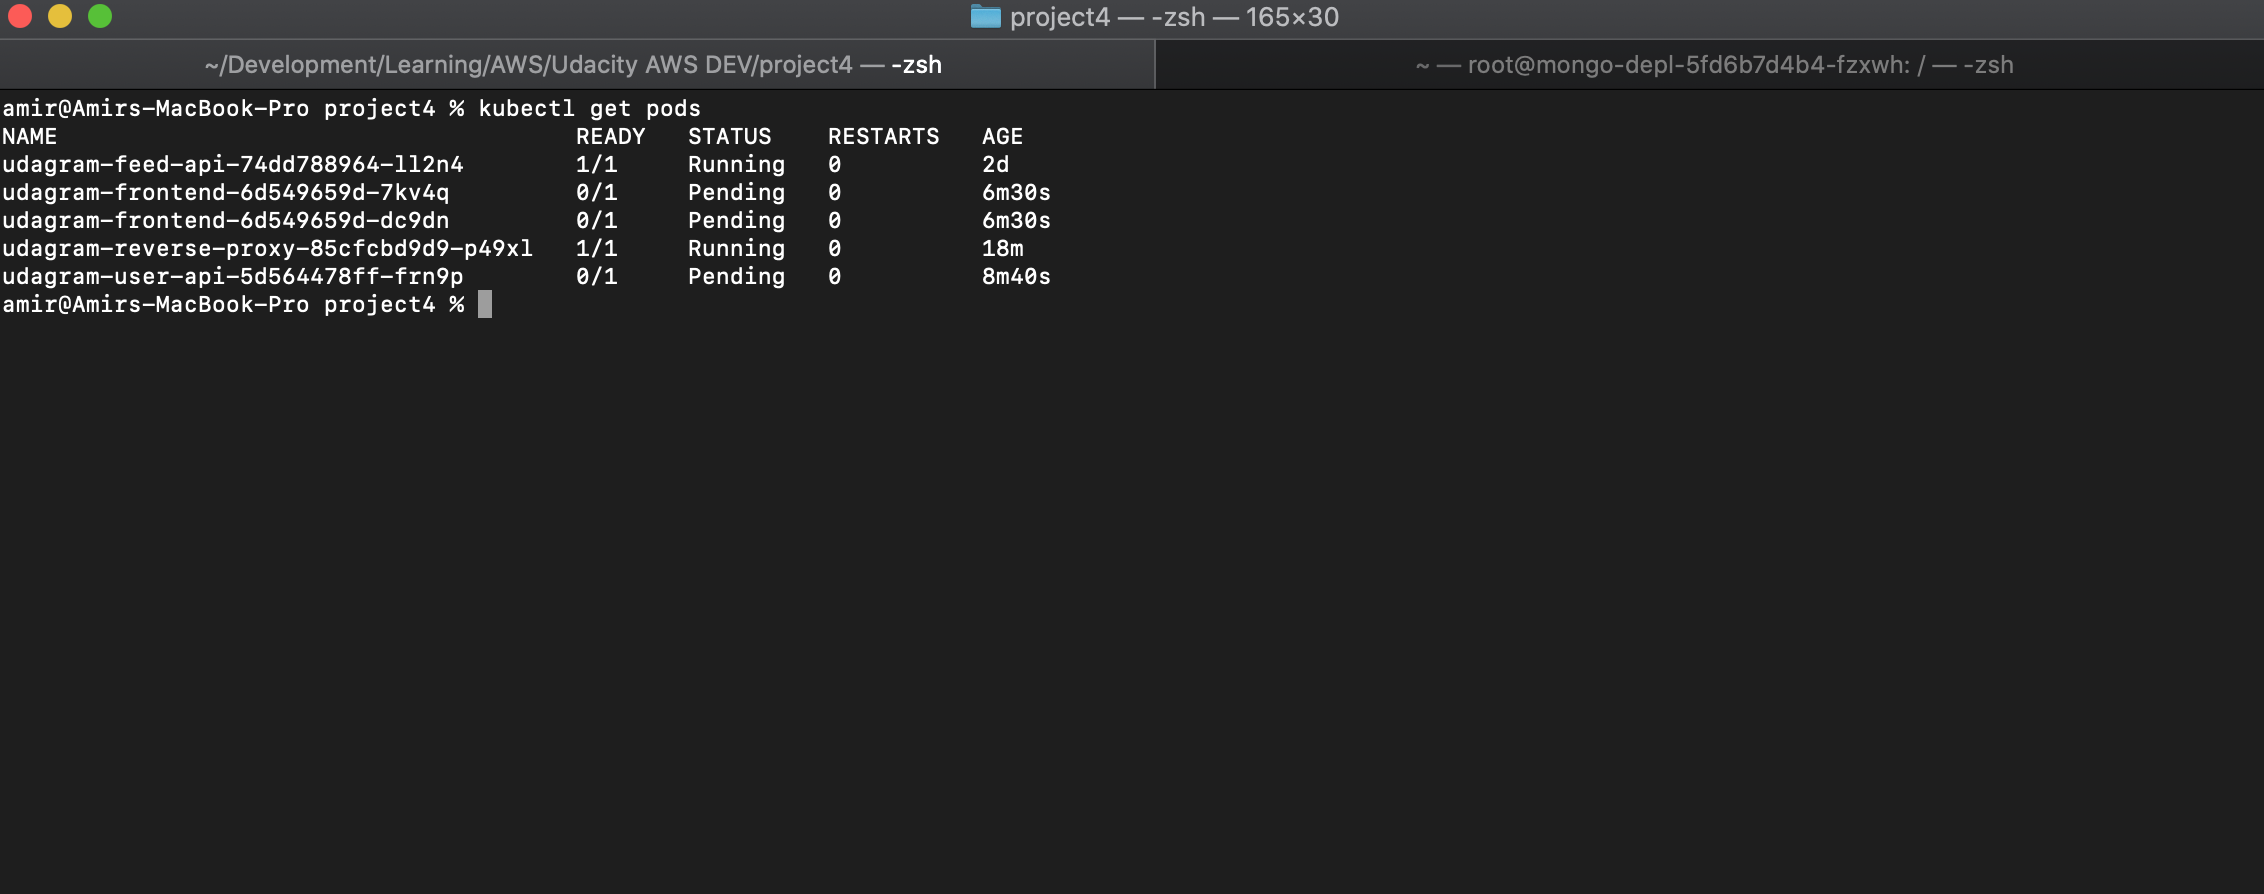 project4 — -zsh — 165×30
~/Development/Learning/AWS/Udacity AWS DEV/project4 — -zsh
~ — root@mongo-depl-5fd6b7d4b4-fzxwh: / — -zsh
amir@Amirs-MacBook-Pro project4 % kubectl get pods
NAME READY STATUS RESTARTS AGE
udagram-feed-api-74dd788964-ll2n4 1/1 Running 0 2d
udagram-frontend-6d549659d-7kv4q 0/1 Pending 0 6m30s
udagram-frontend-6d549659d-dc9dn 0/1 Pending 0 6m30s
udagram-reverse-proxy-85cfcbd9d9-p49xl 1/1 Running 0 18m
udagram-user-api-5d564478ff-frn9p 0/1 Pending 0 8m40s
amir@Amirs-MacBook-Pro project4 %